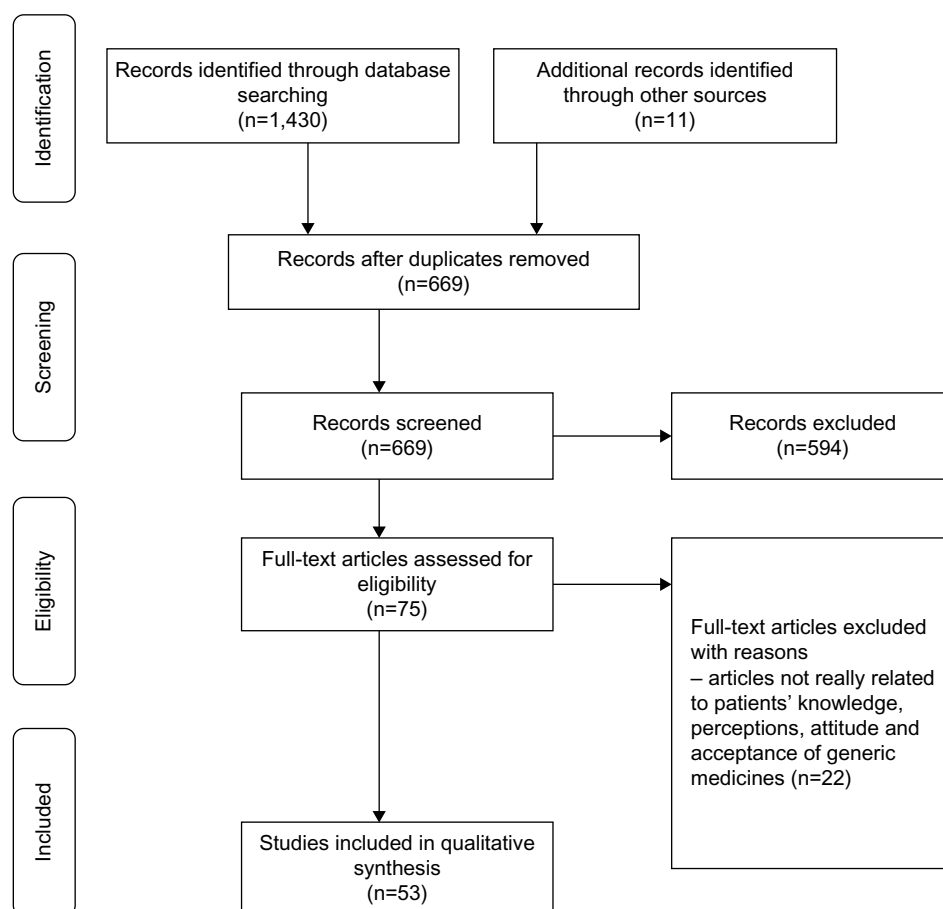 Identification
Records identified through database
searching
(n=1,430)
Additional records identified
through other sources
(n=11)
Screening
Records after duplicates removed
(n=669)
Records screened
(n=669)
Records excluded
(n=594)
Eligibility
Full-text articles assessed for
eligibility
(n=75)
Full-text articles excluded
with reasons
– articles not really related
to patients’ knowledge,
perceptions, attitude and
acceptance of generic
medicines (n=22)
Included
Studies included in qualitative
synthesis
(n=53)